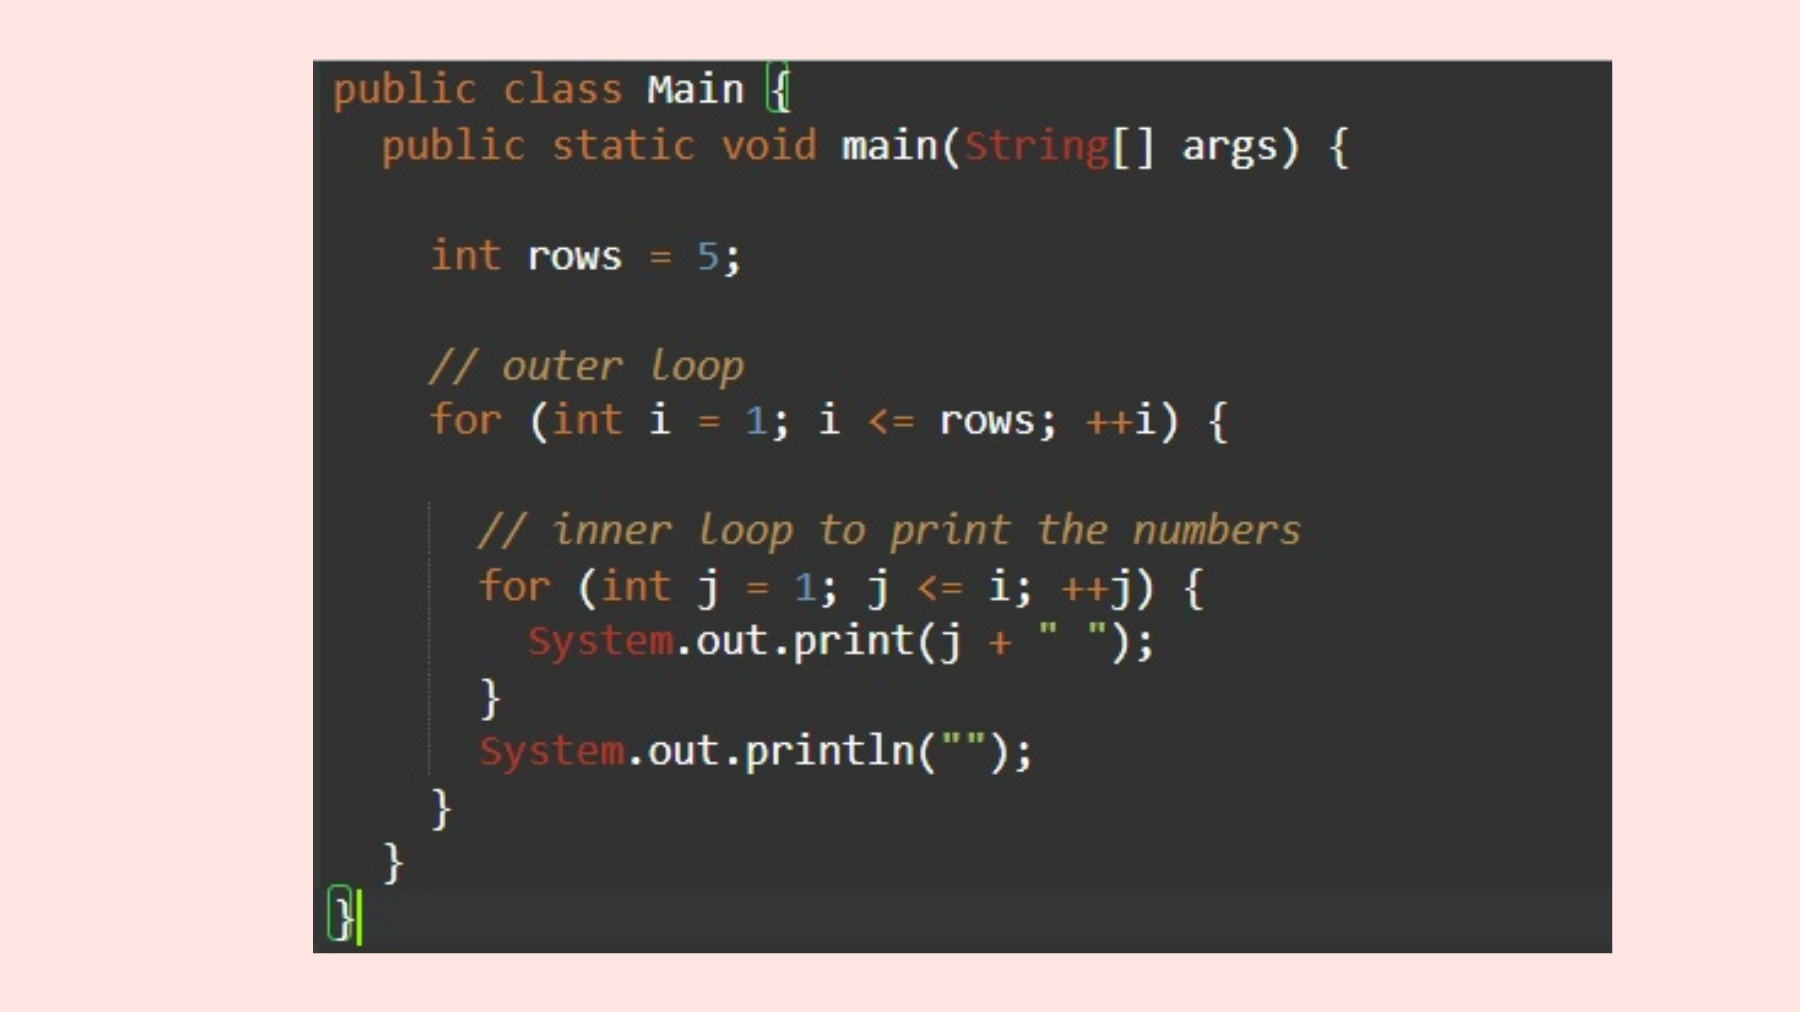 public class Main {
public static void main(String[] args) {
int rows = 5;
// outer loop
for (int i = 1; i <= rows; ++i) {
// inner loop to print the numbers
for (int j = 1; j <= i; ++j) {
System.out.print(j + " ");
}
System.out.println("");
}
}
}